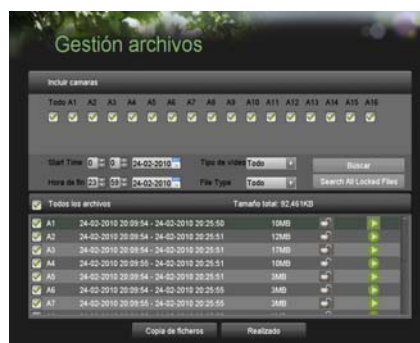 Gestión archivos
Incluir camaras
Todo A1 A2 A3 A4 A5 A6 A7 A8 A9 A10 A11 A12 A13 A14 A15 A16
Start Time 0 0 24-02-2010 Tipo de vídeo Todo Búscar
Hora de fin 23 59 24-02-2010 File Type Todo Search All Locked Files
Todos los archivos Tamaño total: 92,461KB
A1 24-02-2010 20:09:54 - 24-02-2010 20:25:50 10MB
A2 24-02-2010 20:09:54 - 24-02-2010 20:25:51 12MB
A3 24-02-2010 20:09:54 - 24-02-2010 20:25:51 17MB
A4 24-02-2010 20:09:55 - 24-02-2010 20:25:51 10MB
A5 24-02-2010 20:09:54 - 24-02-2010 20:25:51 3MB
A6 24-02-2010 20:09:55 - 24-02-2010 20:25:55 3MB
A7 24-02-2010 20:09:55 - 24-02-2010 20:25:55 3MB
Copia de ficheros Realizado